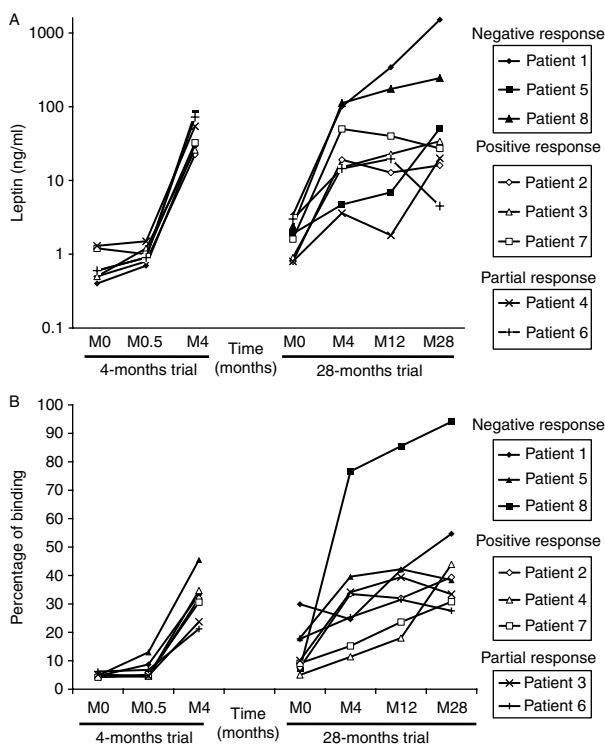 A
Leptin (ng/ml)
1000
100
10
1
0.1
M0 M0.5 M4 M0 M4 M12 M28
Time
(months)
4-months trial
28-months trial
Negative response
Patient 1
Patient 5
Patient 8
Positive response
Patient 2
Patient 3
Patient 7
Partial response
Patient 4
Patient 6
B
Percentage of binding
100
90
80
70
60
50
40
30
20
10
0
M0 M0.5 M4 M0 M4 M12 M28
Time
(months)
4-months trial
28-months trial
Negative response
Patient 1
Patient 5
Patient 8
Positive response
Patient 2
Patient 4
Patient 7
Partial response
Patient 3
Patient 6